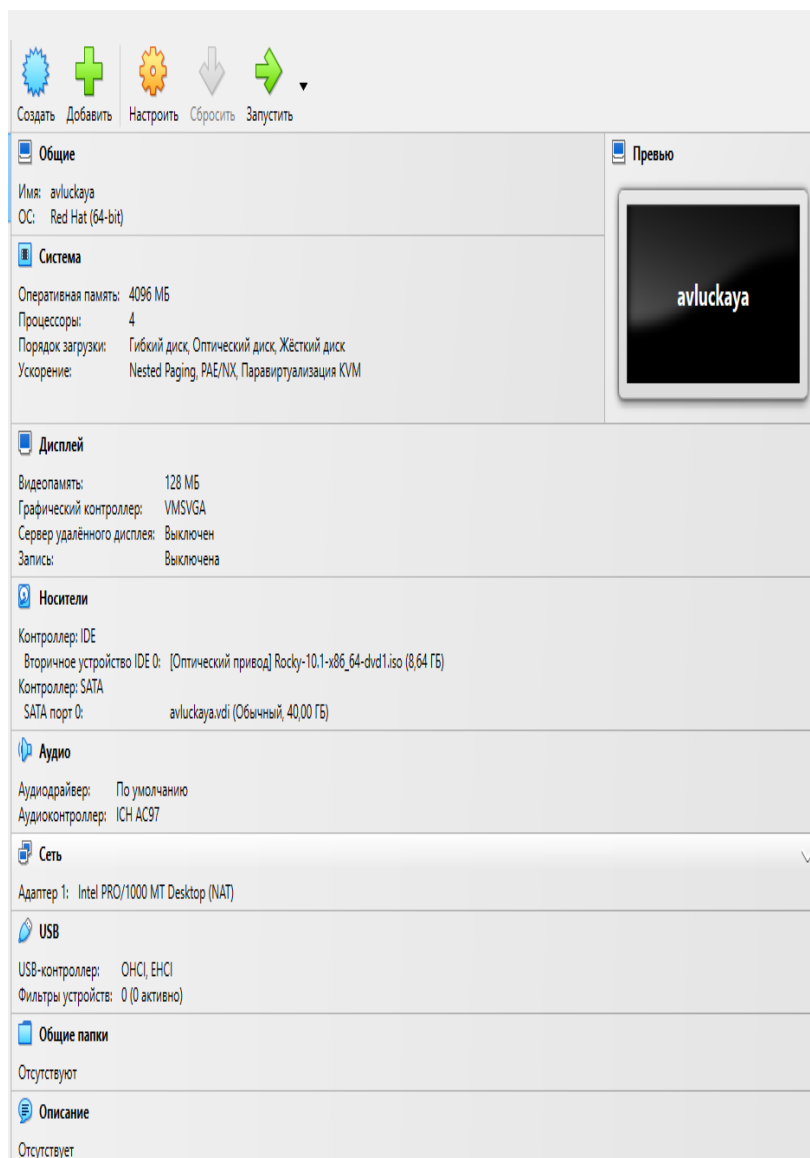 Создать Добавить Настроить Сбросить Запустить
Общие
Имя: avluckaya
ОС: Red Hat (64-bit)
Превью
avluckaya
Система
Оперативная память: 4096 МБ
Процессоры: 4
Порядок загрузки: Гибкий диск, Оптический диск, Жёсткий диск
Ускорение: Nested Paging, PAE/NX, Паравиртуализация KVM
Дисплей
Видеопамять: 128 МБ
Графический контроллер: VMSVGA
Сервер удалённого дисплея: Выключен
Запись: Выключена
Носители
Контроллер: IDE
Вторичное устройство IDE 0: [Оптический привод] Rocky-10.1-x86_64-dvd1.iso (8,64 ГБ)
Контроллер: SATA
SATA порт 0: avluckaya.vdi (Обычный, 40,00 ГБ)
Аудио
Аудиодрайвер: По умолчанию
Аудиоконтроллер: ICH AC97
Сеть
Адаптер 1: Intel PRO/1000 MT Desktop (NAT)
USB
USB-контроллер: OHCI, EHCI
Фильтры устройств: 0 (0 активно)
Общие папки
Отсутствуют
Описание
Отсутствует